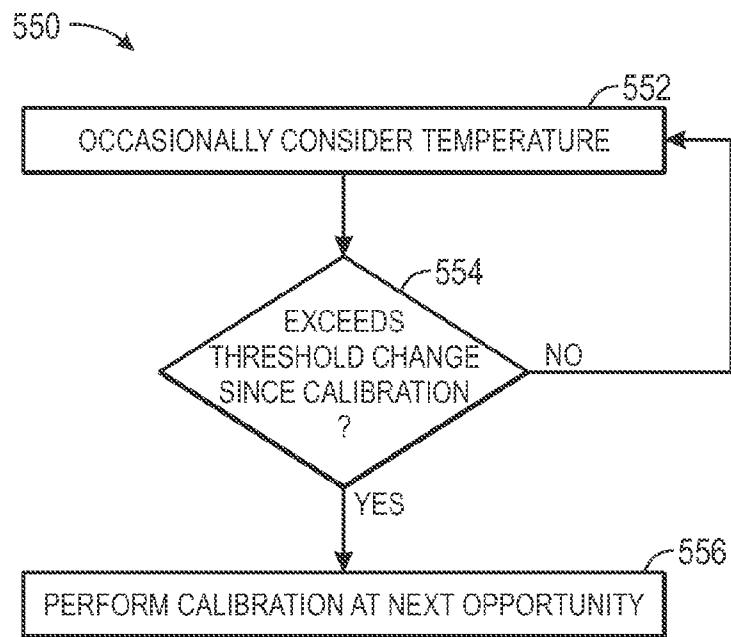 550
552
OCCASIONALLY CONSIDER TEMPERATURE
554
EXCEEDS
THRESHOLD CHANGE
SINCE CALIBRATION
?
NO
YES
556
PERFORM CALIBRATION AT NEXT OPPORTUNITY